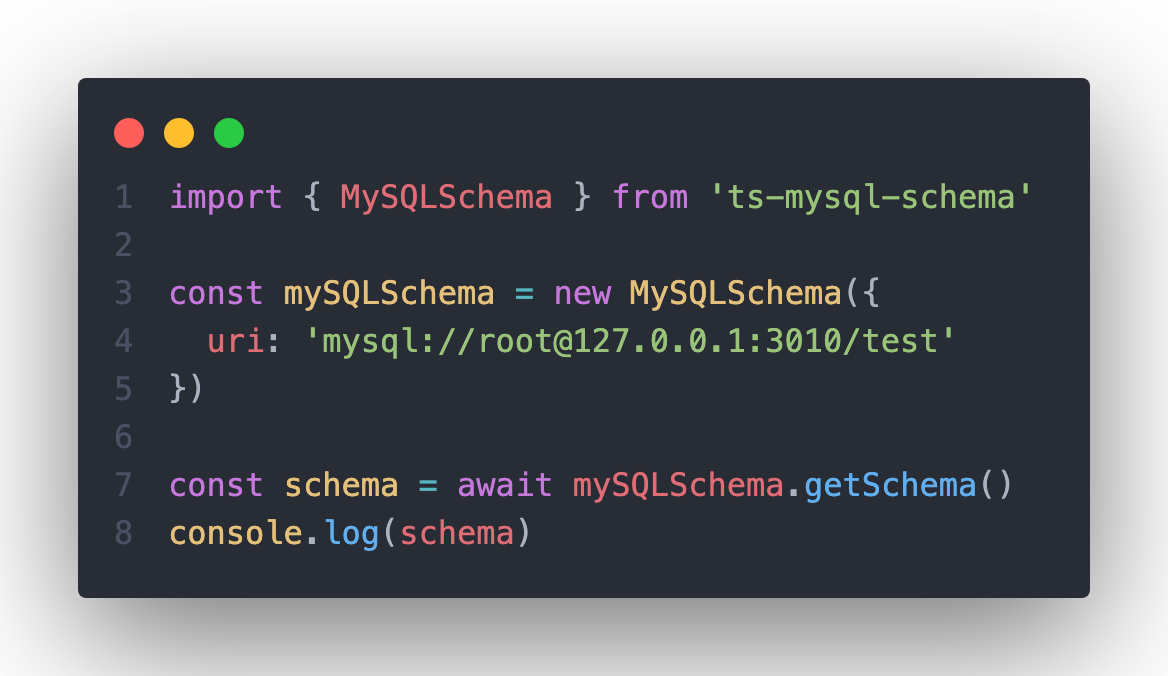 1 import { MySQLSchema } from 'ts-mysql-schema'
2
3 const mySQLSchema = new MySQLSchema({
4   uri: 'mysql://root@127.0.0.1:3010/test'
5 })
6
7 const schema = await mySQLSchema.getSchema()
8 console.log(schema)